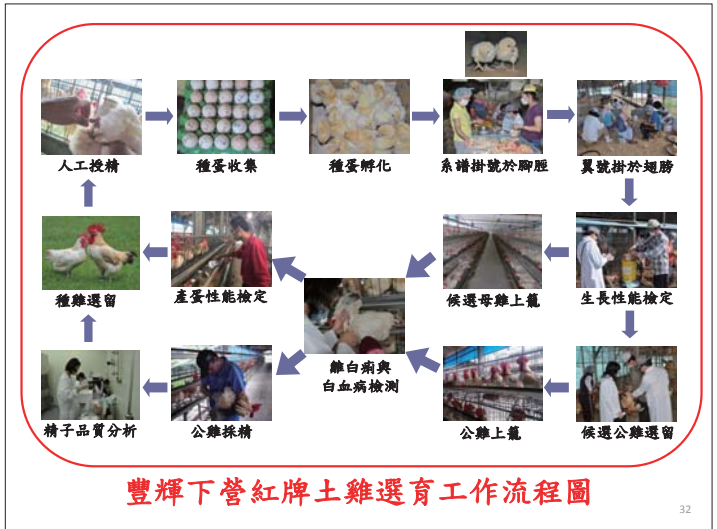 人工授精
種蛋收集
種蛋孵化
系譜掛號於腳脛
翼號掛於翅膀
種雞選留
產蛋性能檢定
候選母雞上籠
生長性能檢定
雛白痢與
白血病檢測
精子品質分析
公雞採精
公雞上籠
候選公雞選留
豐輝下營紅牌土雞選育工作流程圖
32